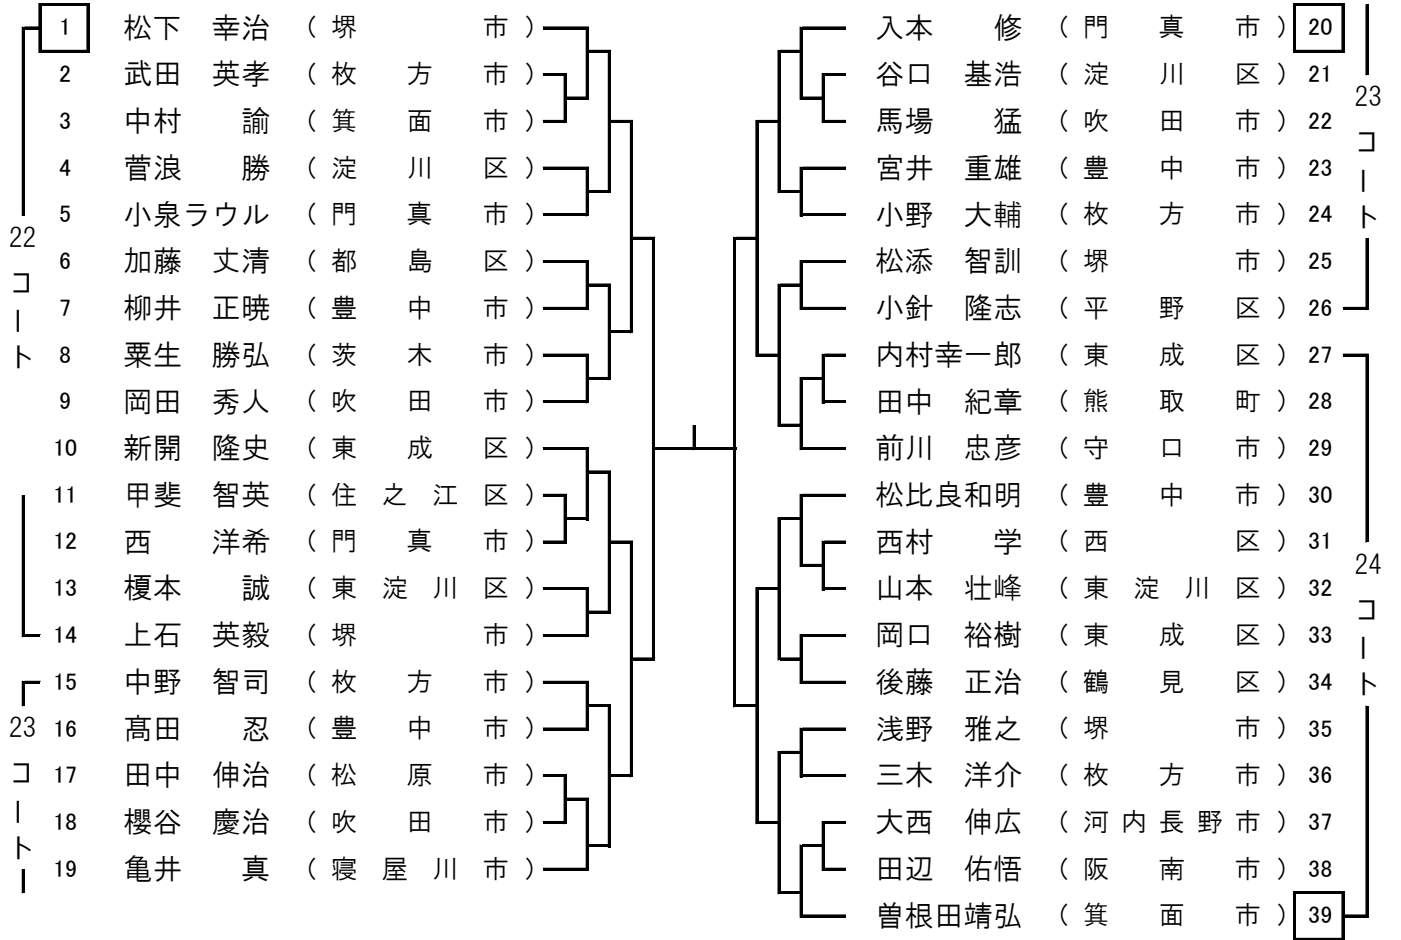 1 松下 幸治 （堺 市）
2 武田 英孝 （枚 方 市）
3 中村 諭 （箕 面 市）
4 菅浪 勝 （淀 川 区）
5 小泉ラウル （門 真 市）
6 加藤 丈清 （都 島 区）
7 柳井 正暁 （豊 中 市）
8 粟生 勝弘 （茨 木 市）
9 岡田 秀人 （吹 田 市）
10 新開 隆史 （東 成 区）
11 甲斐 智英 （住 之 江 区）
12 西 洋希 （門 真 市）
13 榎本 誠 （東 淀 川 区）
14 上石 英毅 （堺 市）
15 中野 智司 （枚 方 市）
16 髙田 忍 （豊 中 市）
17 田中 伸治 （松 原 市）
18 櫻谷 慶治 （吹 田 市）
19 亀井 真 （寝 屋 川 市）
22コート
23コート
入本 修 （門 真 市） 20
谷口 基浩 （淀 川 区） 21
馬場 猛 （吹 田 市） 22
宮井 重雄 （豊 中 市） 23
小野 大輔 （枚 方 市） 24
松添 智訓 （堺 市） 25
小針 隆志 （平 野 区） 26
内村幸一郎 （東 成 区） 27
田中 紀章 （熊 取 町） 28
前川 忠彦 （守 口 市） 29
松比良和明 （豊 中 市） 30
西村 学 （西 区） 31
山本 壮峰 （東 淀 川 区） 32
岡口 裕樹 （東 成 区） 33
後藤 正治 （鶴 見 区） 34
浅野 雅之 （堺 市） 35
三木 洋介 （枚 方 市） 36
大西 伸広 （河 内 長 野 市） 37
田辺 佑悟 （阪 南 市） 38
曽根田靖弘 （箕 面 市） 39
23コート
24コート